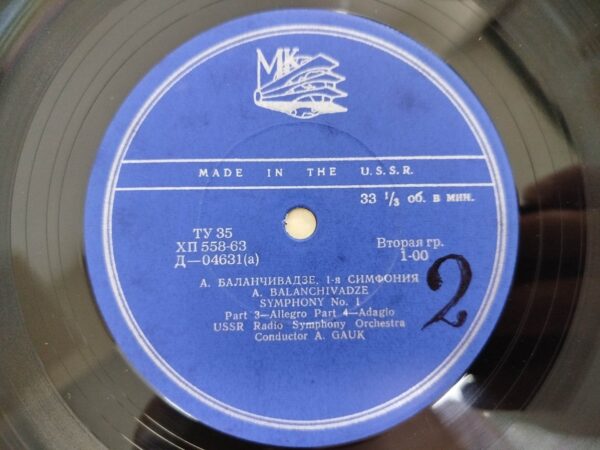 МК
MADE IN THE U.S.S.R.
33 1/3 об. в мин.
ТУ 35
ХП 558-63
Д—04631(а)
Вторая гр.
1-00
А. БАЛАНЧИВАДЗЕ, 1-я СИМФОНИЯ
A. BALANCHIVADZE
SYMPHONY No. 1
Part 3—Allegro Part 4—Adagio
USSR Radio Symphony Orchestra
Conductor A. GAUK
2